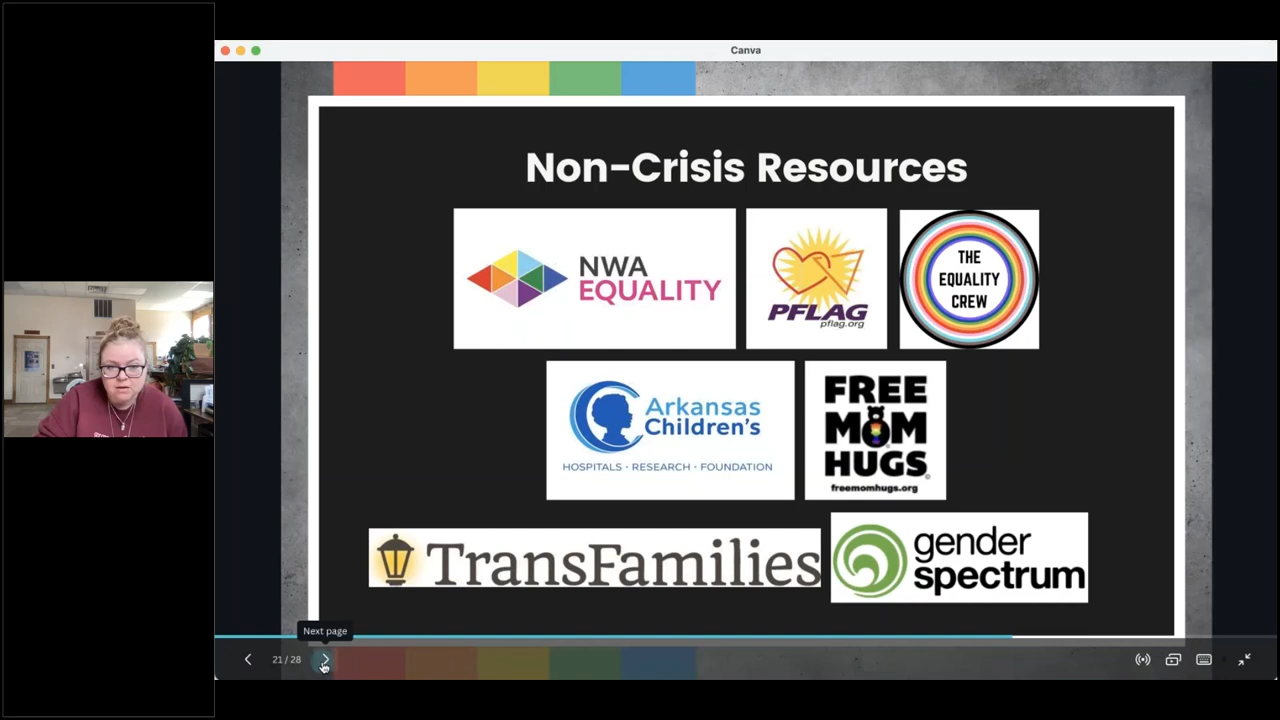 Canva
Non-Crisis Resources
NWA
EQUALITY
PFLAG
pflag.org
THE
EQUALITY
CREW
Arkansas
Children's
HOSPITALS · RESEARCH · FOUNDATION
FREE
MOM
HUGS
freemomhugs.org
TransFamilies
gender
spectrum
Next page
21 / 28